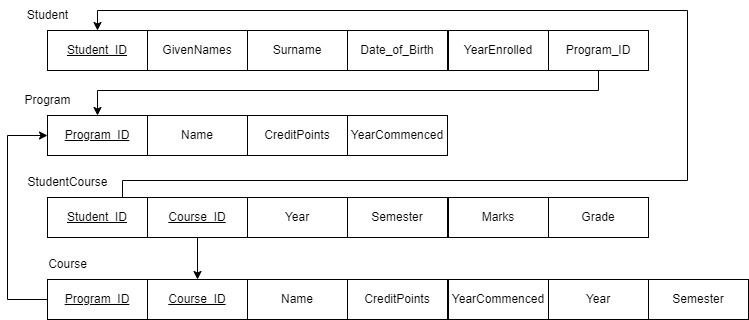 Student
Student_ID GivenNames Surname Date_of_Birth YearEnrolled Program_ID
Program
Program_ID Name CreditPoints YearCommenced
StudentCourse
Student_ID Course_ID Year Semester Marks Grade
Course
Program_ID Course_ID Name CreditPoints YearCommenced Year Semester